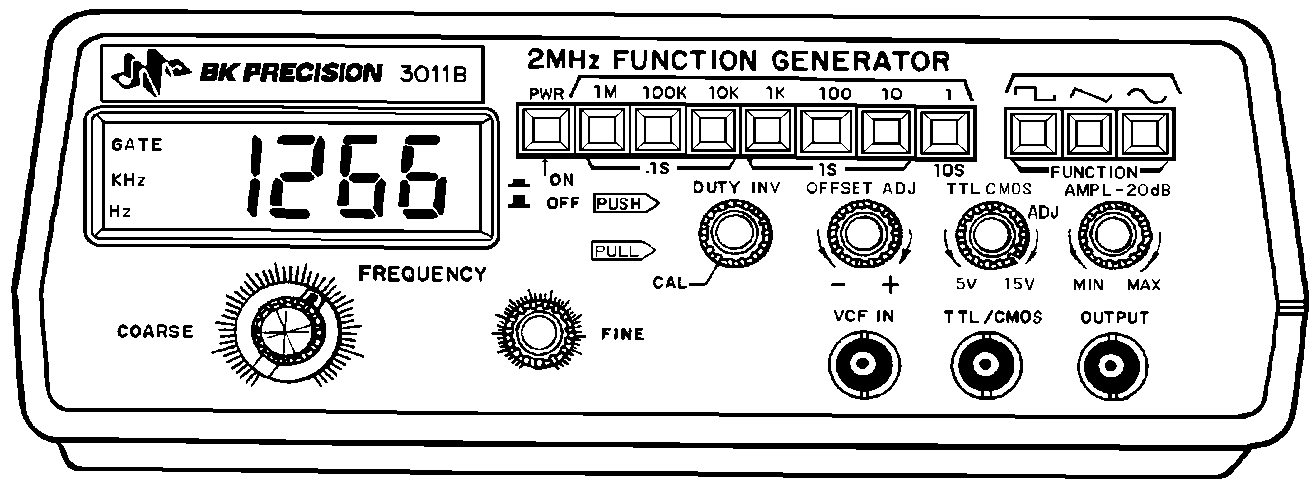 BK PRECISION 3011B
2MHz FUNCTION GENERATOR
PWR 1M 100K 10K 1K 100 10 1
GATE
KHz
Hz
1266
.1S 1S 10S
FUNCTION
ON
OFF
PUSH
PULL
DUTY INV
OFFSET ADJ
TTL CMOS
ADJ
AMPL-20dB
CAL
- +
5V 15V
MIN MAX
FREQUENCY
COARSE
FINE
VCF IN
TTL/CMOS
OUTPUT